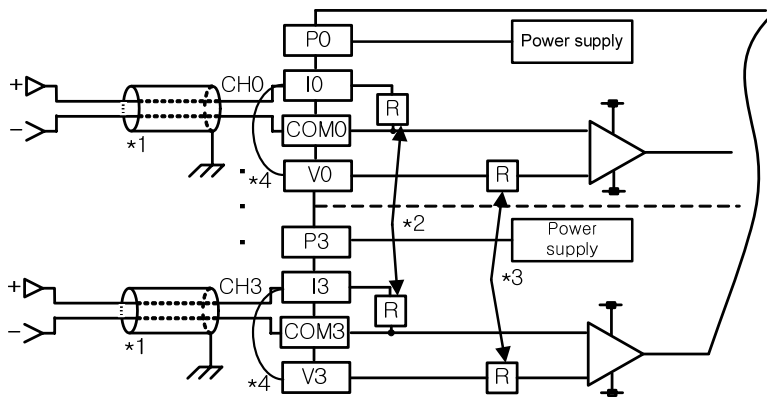 P0
Power supply
+
CH0
I0
R
COM0
−
*1
*4
V0
R
*2
P3
Power
supply
*3
+
CH3
I3
R
−
COM3
*1
*4
V3
R